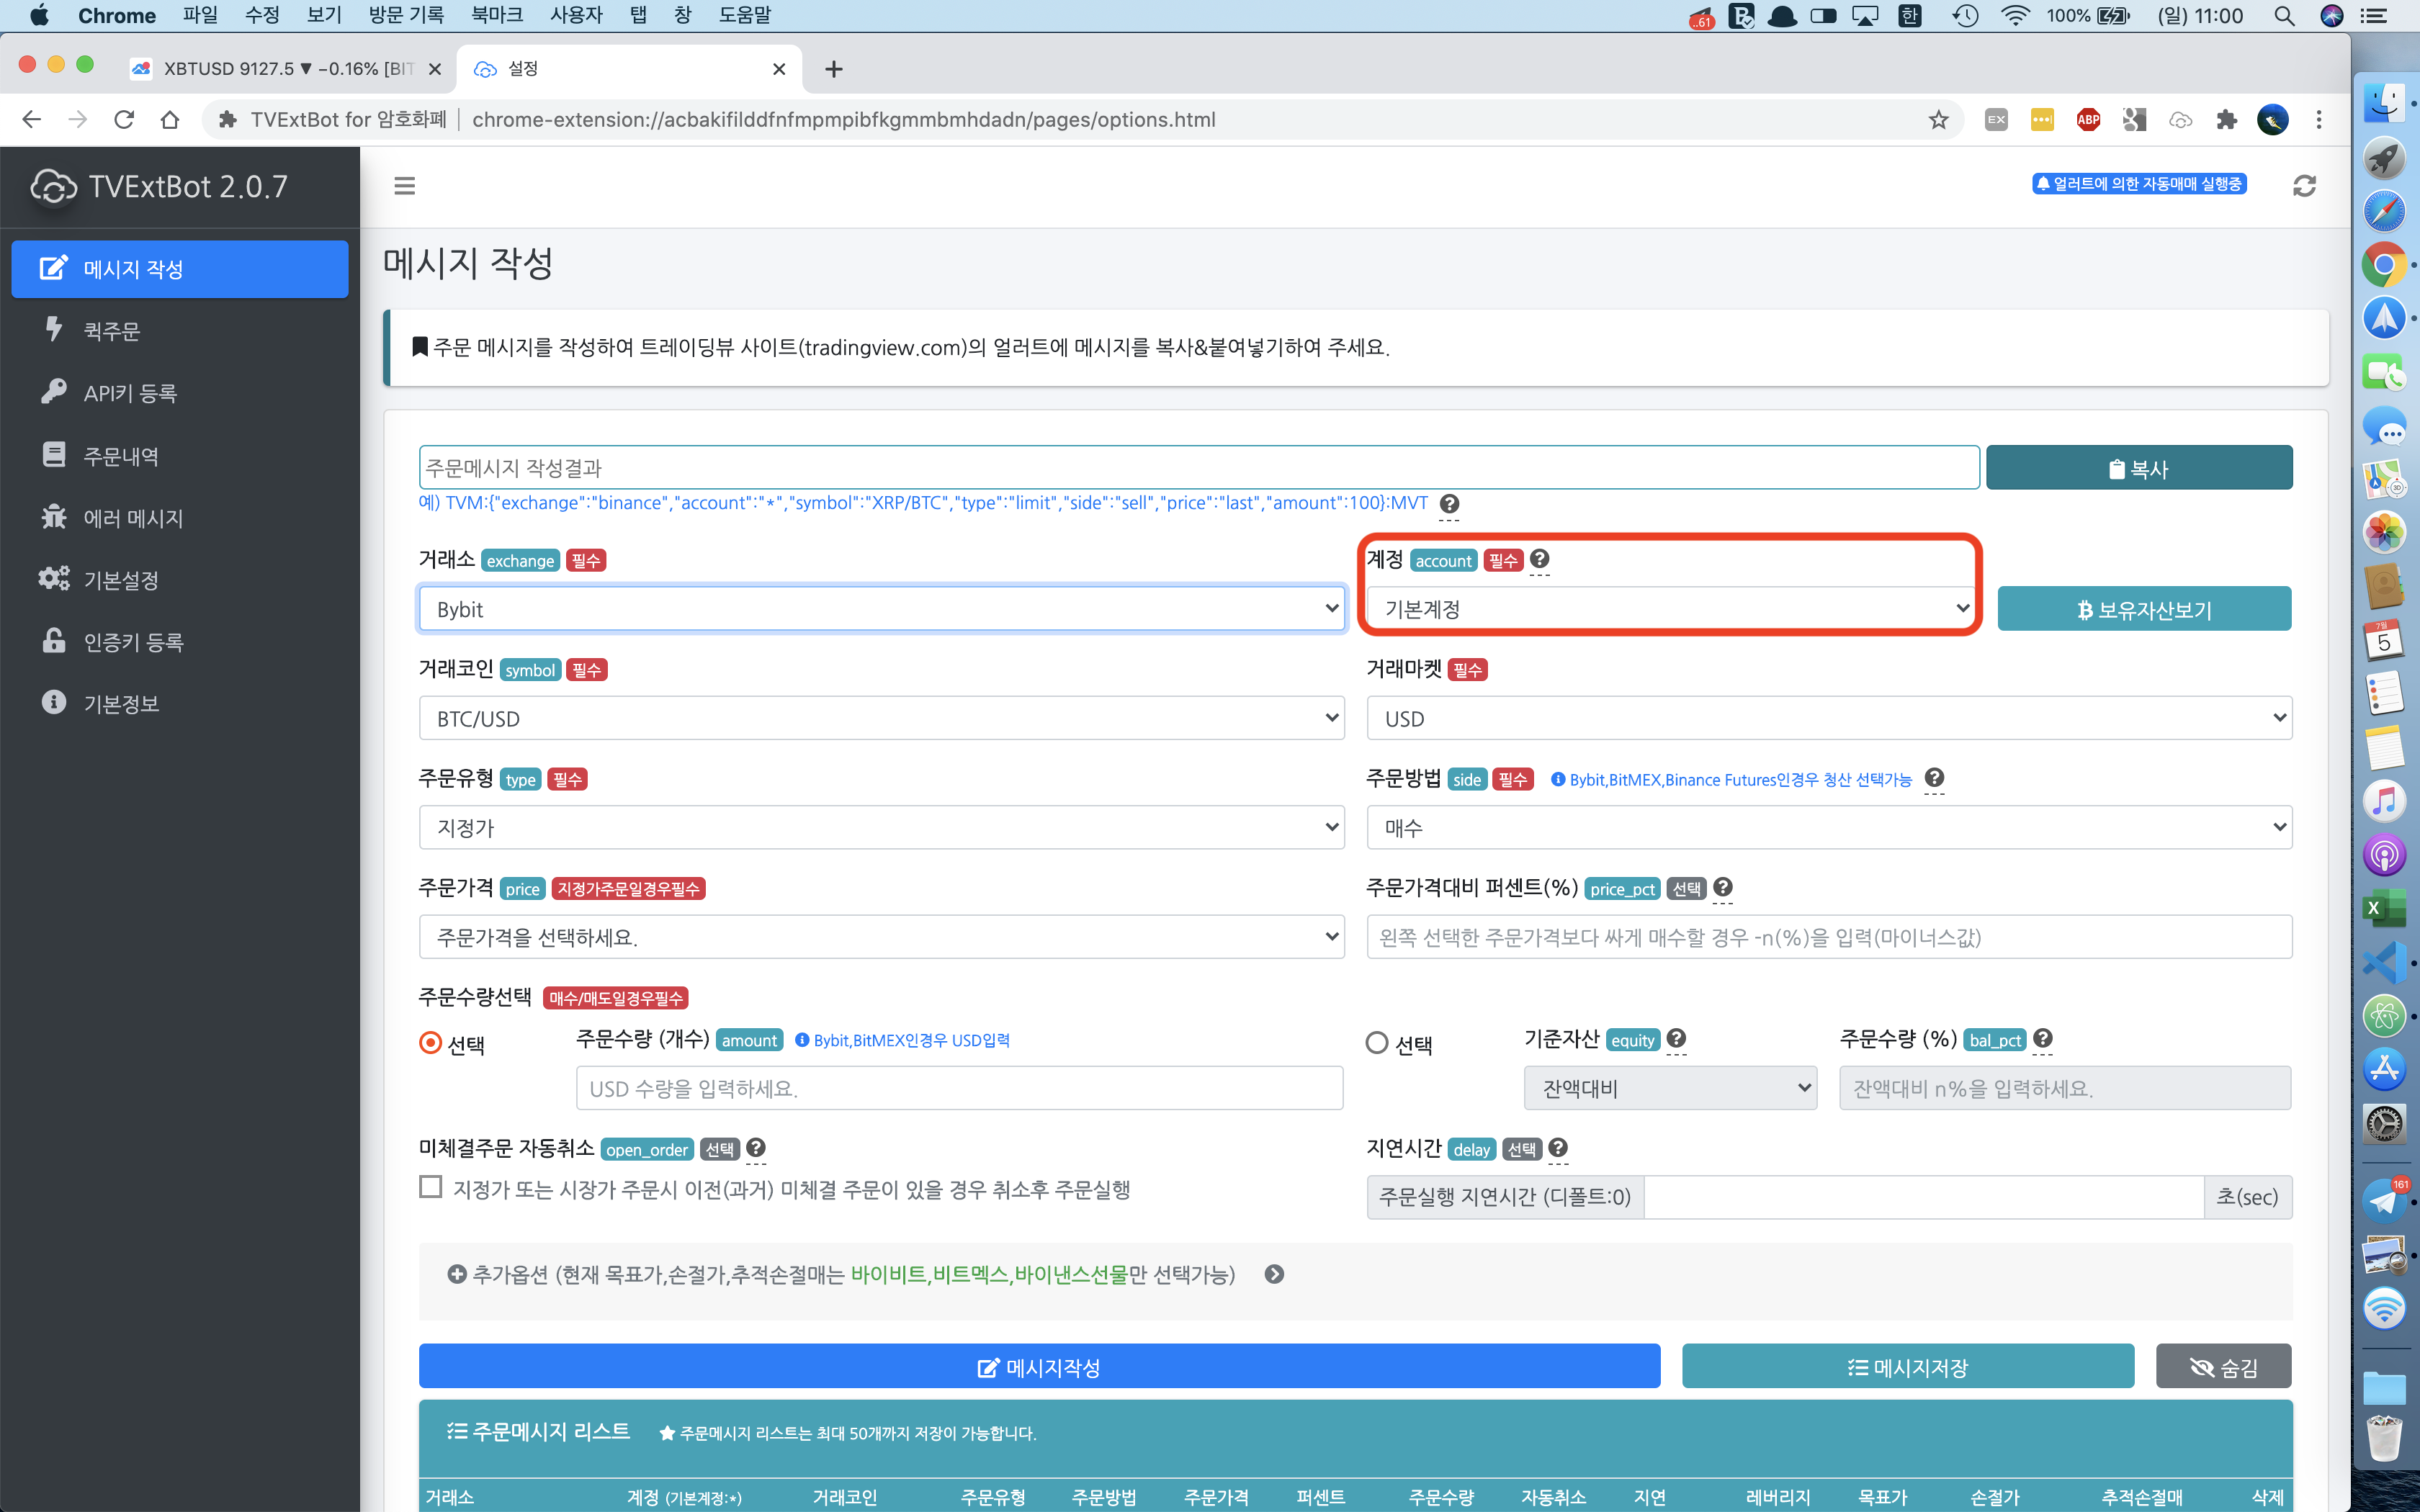 Chrome 파일 수정 보기 방문 기록 북마크 사용자 탭 창 도움말 ..61 한 100% (일) 11:00
XBTUSD 9127.5 ▼ −0.16% [BIT 설정
TVExtBot for 암호화폐 chrome-extension://acbakifilddfnfmpmpibfkgmmbmhdadn/pages/options.html EX ABP
TVExtBot 2.0.7
얼러트에 의한 자동매매 실행중
메시지 작성
퀵주문
API키 등록
주문내역
에러 메시지
기본설정
인증키 등록
기본정보
메시지 작성
주문 메시지를 작성하여 트레이딩뷰 사이트(tradingview.com)의 얼러트에 메시지를 복사&붙여넣기하여 주세요.
주문메시지 작성결과 복사
예) TVM:{"exchange":"binance","account":"*","symbol":"XRP/BTC","type":"limit","side":"sell","price":"last","amount":100}:MVT
거래소 exchange 필수 계정 account 필수
Bybit 기본계정 보유자산보기
거래코인 symbol 필수 거래마켓 필수
BTC/USD USD
주문유형 type 필수 주문방법 side 필수 Bybit,BitMEX,Binance Futures인경우 청산 선택가능
지정가 매수
주문가격 price 지정가주문일경우필수 주문가격대비 퍼센트(%) price_pct 선택
주문가격을 선택하세요. 왼쪽 선택한 주문가격보다 싸게 매수할 경우 -n(%)을 입력(마이너스값)
주문수량선택 매수/매도일경우필수
선택 주문수량 (개수) amount Bybit,BitMEX인경우 USD입력 선택 기준자산 equity 주문수량 (%) bal_pct
USD 수량을 입력하세요. 잔액대비 잔액대비 n%을 입력하세요.
미체결주문 자동취소 open_order 선택 지연시간 delay 선택
지정가 또는 시장가 주문시 이전(과거) 미체결 주문이 있을 경우 취소후 주문실행 주문실행 지연시간 (디폴트:0) 초(sec)
추가옵션 (현재 목표가,손절가,추적손절매는 바이비트,비트멕스,바이낸스선물만 선택가능)
메시지작성 메시지저장 숨김
주문메시지 리스트 주문메시지 리스트는 최대 50개까지 저장이 가능합니다.
거래소 계정 (기본계정:*) 거래코인 주문유형 주문방법 주문가격 퍼센트 주문수량 자동취소 지연 레버리지 목표가 손절가 추적손절매 삭제
7월
5
161